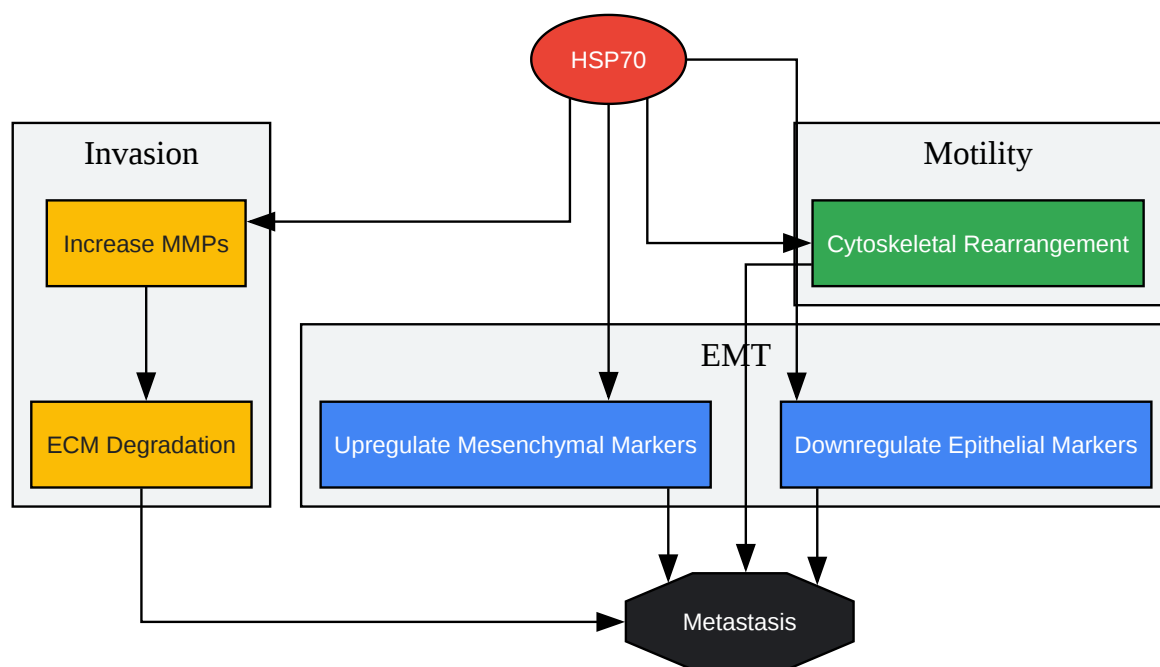 HSP70
Invasion
Motility
Increase MMPs
Cytoskeletal Rearrangement
EMT
ECM Degradation
Upregulate Mesenchymal Markers
Downregulate Epithelial Markers
Metastasis